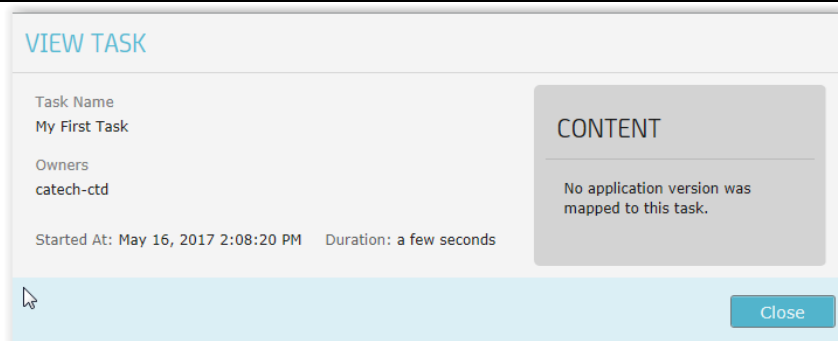 VIEW TASK
Task Name
My First Task
Owners
catech-ctd
Started At: May 16, 2017 2:08:20 PM Duration: a few seconds
CONTENT
No application version was
mapped to this task.
Close